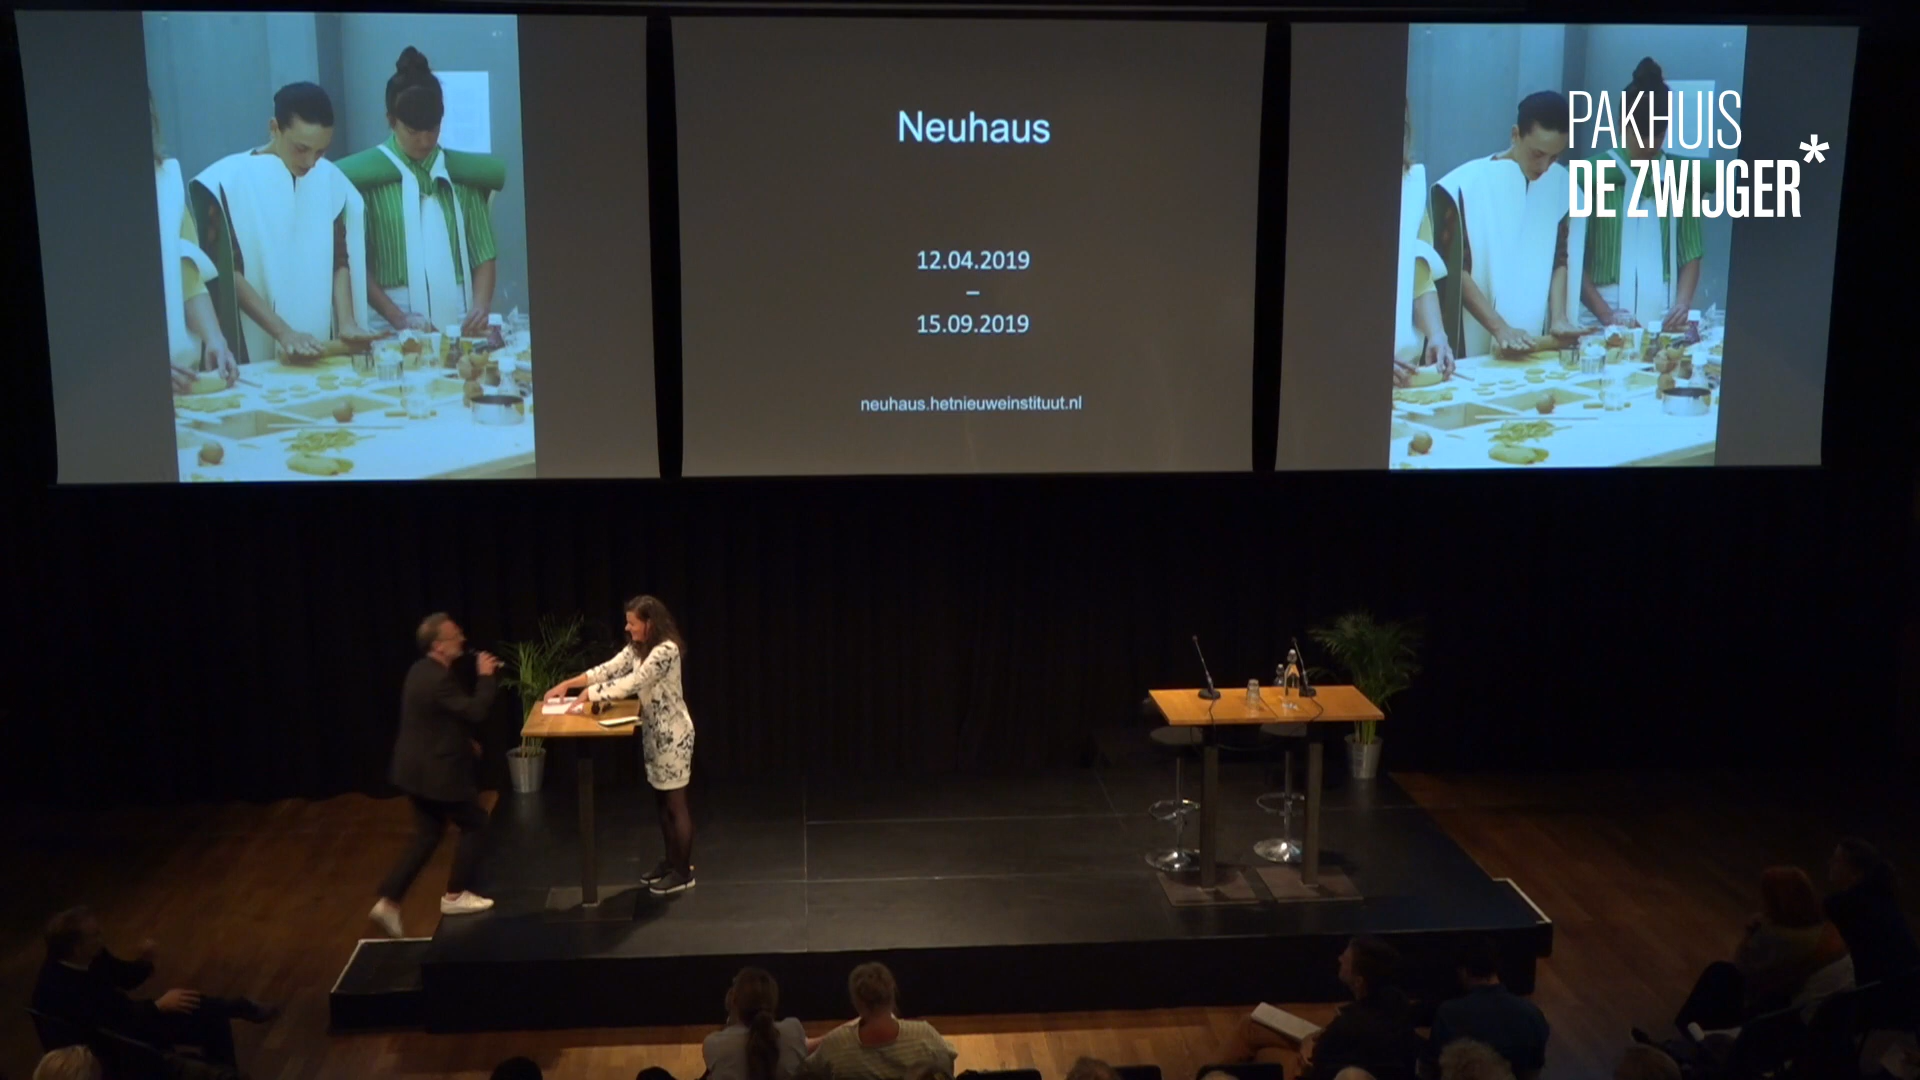 Neuhaus
12.04.2019
–
15.09.2019
neuhaus.hetnieuweinstituut.nl
PAKHUIS
DE ZWIJGER*